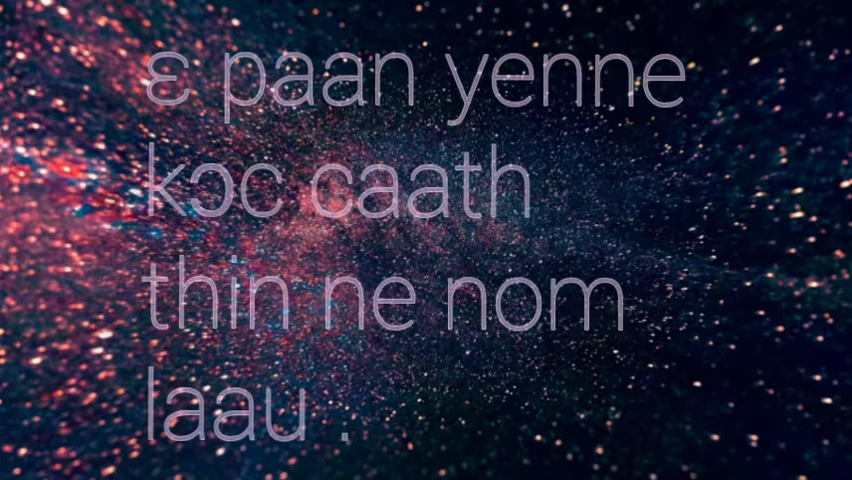 ɛ paan yenne
kɔc caath
thin ne nom
laau .